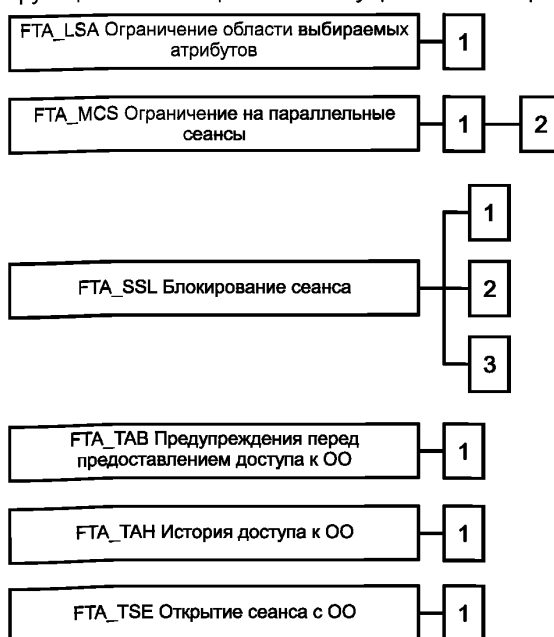 FTA_LSA Ограничение области выбираемых
атрибутов
1
FTA_MCS Ограничение на параллельные
сеансы
1
2
1
FTA_SSL Блокирование сеанса
2
3
FTA_TAB Предупреждения перед
предоставлением доступа к ОО
1
FTA_TAH История доступа к ОО
1
FTA_TSE Открытие сеанса с ОО
1